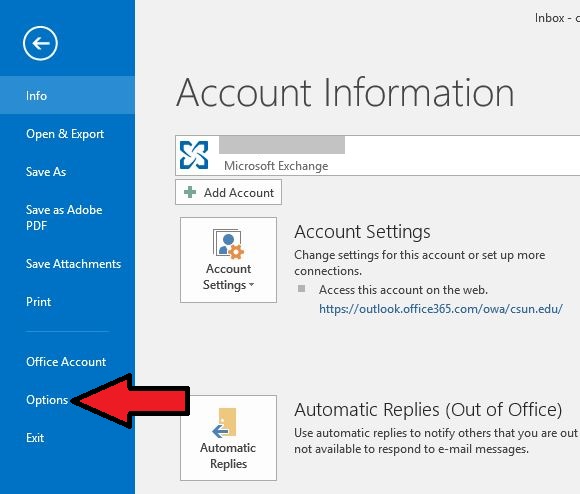 Inbox - c
Info
Open & Export
Save As
Save as Adobe
PDF
Save Attachments
Print
Office Account
Options
Exit
Account Information
Microsoft Exchange
Add Account
Account
Settings
Account Settings
Change settings for this account or set up more
connections.
Access this account on the web.
https://outlook.office365.com/owa/csun.edu/
Automatic
Replies
Automatic Replies (Out of Office)
Use automatic replies to notify others that you are out
not available to respond to e-mail messages.